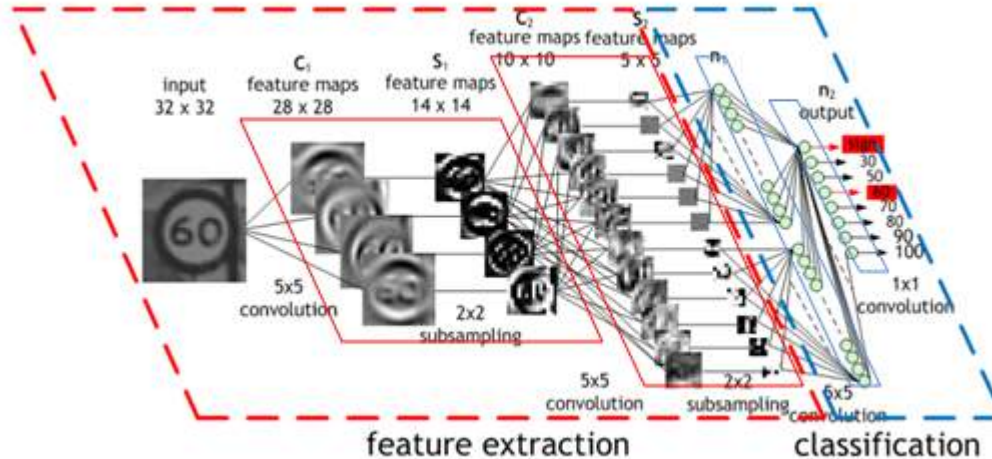 input
32 x 32
C₁
feature maps
28 x 28
S₁
feature maps
14 x 14
C₂
feature maps
10 x 10
S₂
feature maps
5 x 5
n₁
n₂
output
sign
30
50
60
70
80
90
100
60
5x5
convolution
2x2
subsampling
5x5
convolution
2x2
subsampling
convolution
1x1
convolution
feature extraction
classification